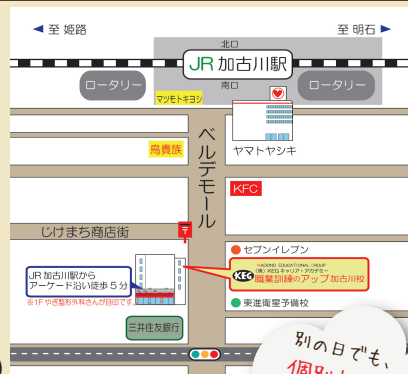 ◀ 至 姫路
至 明石 ▶
北口
JR 加古川駅
南口
ロータリー
ロータリー
マツモトキヨシ
ヤマトヤシキ
鳥貴族
ベルデモール
KFC
じけまち商店街
〒
セブンイレブン
JR 加古川駅から
アーケード沿い徒歩 5 分
※1F やぎ整形外科さんが目印です。
KEG
KADONO EDUCATIONAL GROUP
(株) KEG キャリア・アカデミー
職業訓練のアップ 加古川校
東進衛星予備校
三井住友銀行
別の日でも、